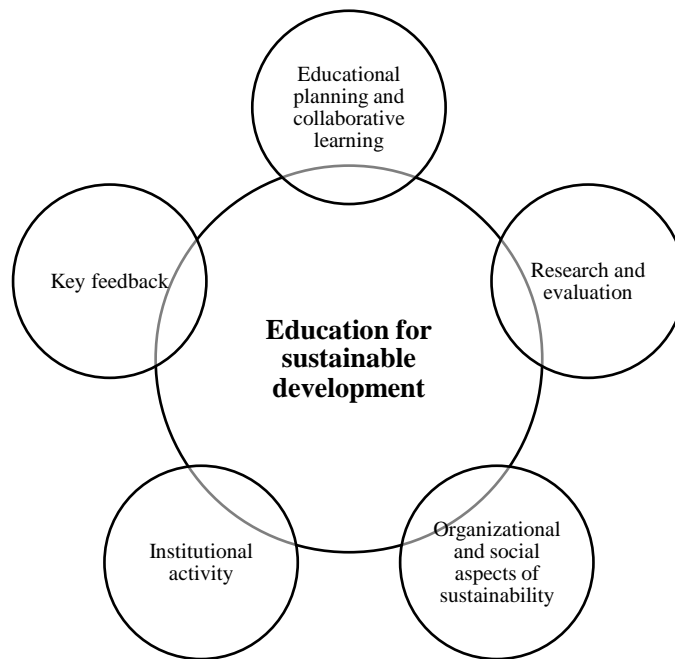 Educational
planning and
collaborative
learning
Key feedback
Research and
evaluation
Education for
sustainable
development
Institutional
activity
Organizational
and social
aspects of
sustainability